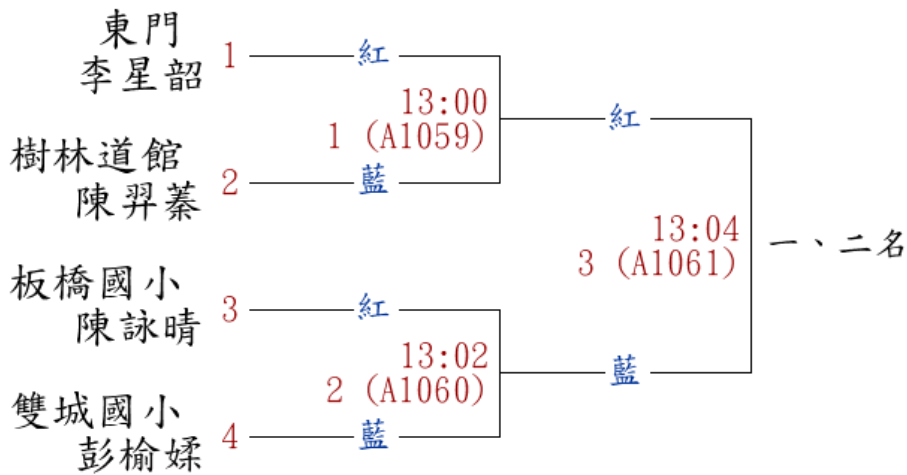 東門
李星韶
1
紅
13:00
1 (A1059)
紅
樹林道館
陳羿蓁
2
藍
13:04
3 (A1061)
一、二名
板橋國小
陳詠晴
3
紅
13:02
2 (A1060)
藍
雙城國小
彭榆媃
4
藍